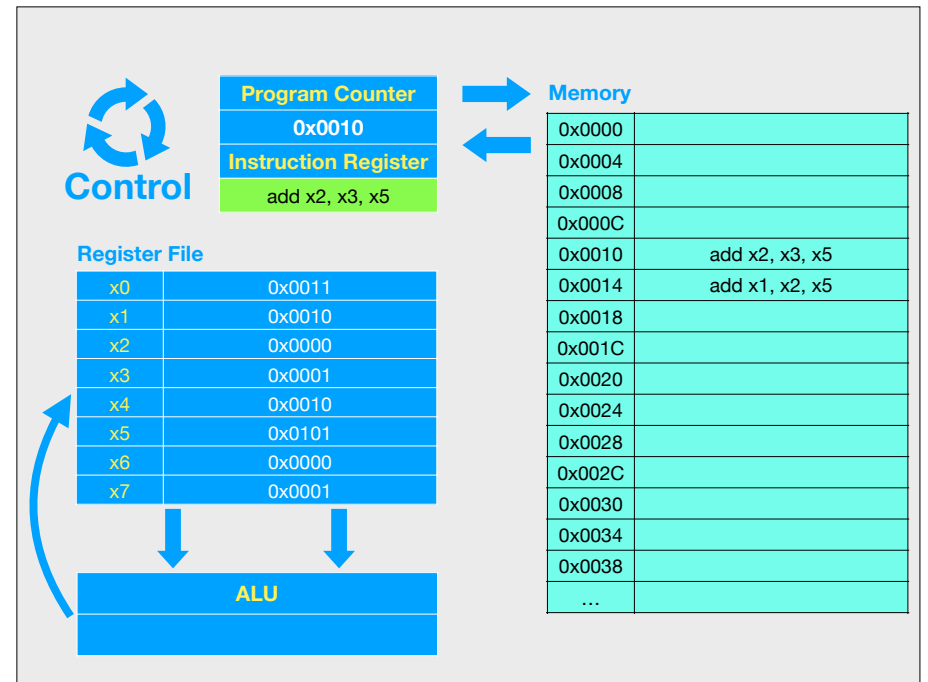 Control
Program Counter
0x0010
Instruction Register
add x2, x3, x5
Register File
x0 0x0011
x1 0x0010
x2 0x0000
x3 0x0001
x4 0x0010
x5 0x0101
x6 0x0000
x7 0x0001
ALU
Memory
0x0000
0x0004
0x0008
0x000C
0x0010 add x2, x3, x5
0x0014 add x1, x2, x5
0x0018
0x001C
0x0020
0x0024
0x0028
0x002C
0x0030
0x0034
0x0038
…